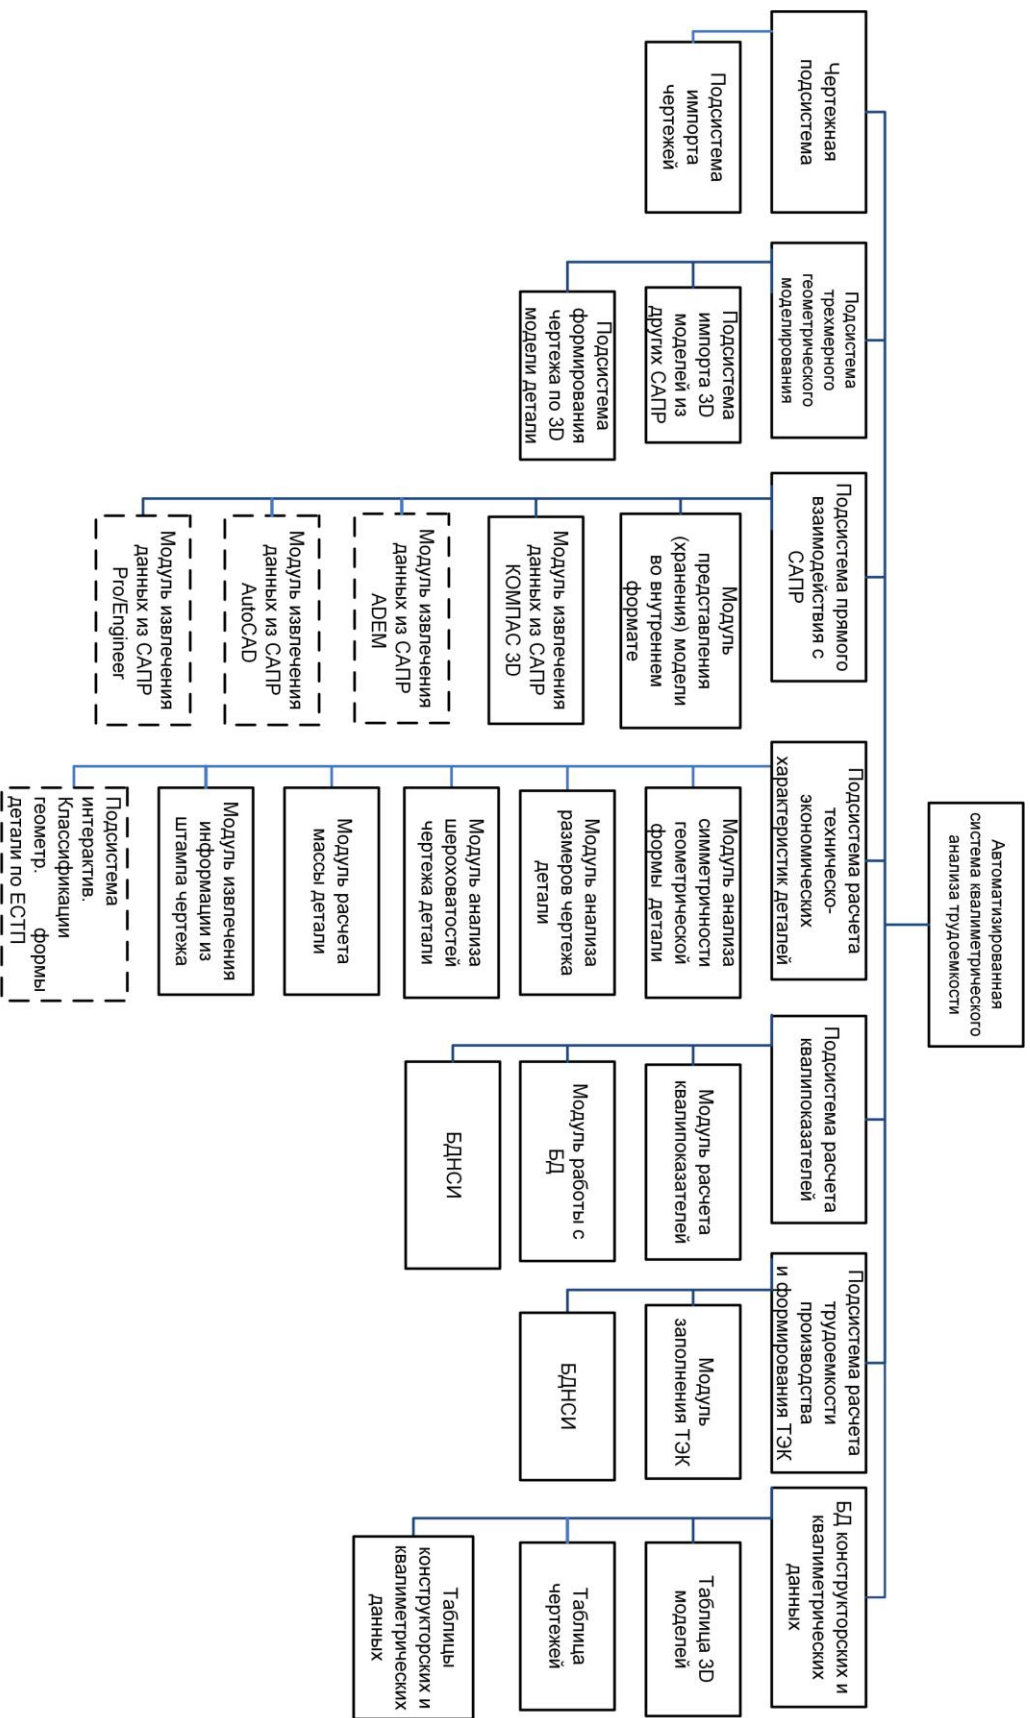 Автоматизированная
система квалиметрического
анализа трудоемкости
Чертежная
подсистема
Подсистема
импорта
чертежей
Подсистема
трехмерного
геометрического
моделирования
Подсистема
импорта 3D
моделей из
других САПР
Подсистема
формирования
чертежа по 3D
модели детали
Подсистема прямого
взаимодействия с
САПР
Модуль
представления
(хранения) модели
во внутреннем
формате
Модуль извлечения
данных из САПР
КОМПАС 3D
Модуль извлечения
данных из САПР
ADEM
Модуль извлечения
данных из САПР
AutoCAD
Модуль извлечения
данных из САПР
Pro/Engineer
Подсистема расчета
техническо-
экономических
характеристик деталей
Модуль анализа
симметричности
геометрической
формы детали
Модуль анализа
размеров чертежа
детали
Модуль анализа
шероховатостей
чертежа детали
Модуль расчета
массы детали
Модуль извлечения
информации из
штампа чертежа
Подсистема
интерактив.
Классификации
геометр. формы
детали по ЕСТП
Подсистема расчета
квалипоказателей
Модуль расчета
квалипоказателей
Модуль работы с
БД
БДНСИ
Подсистема расчета
трудоемкости
производства
и формирования ТЭК
Модуль
заполнения ТЭК
БДНСИ
БД конструкторских и
квалиметрических
данных
Таблица 3D
моделей
Таблица
чертежей
Таблицы
конструкторских и
квалиметрических
данных